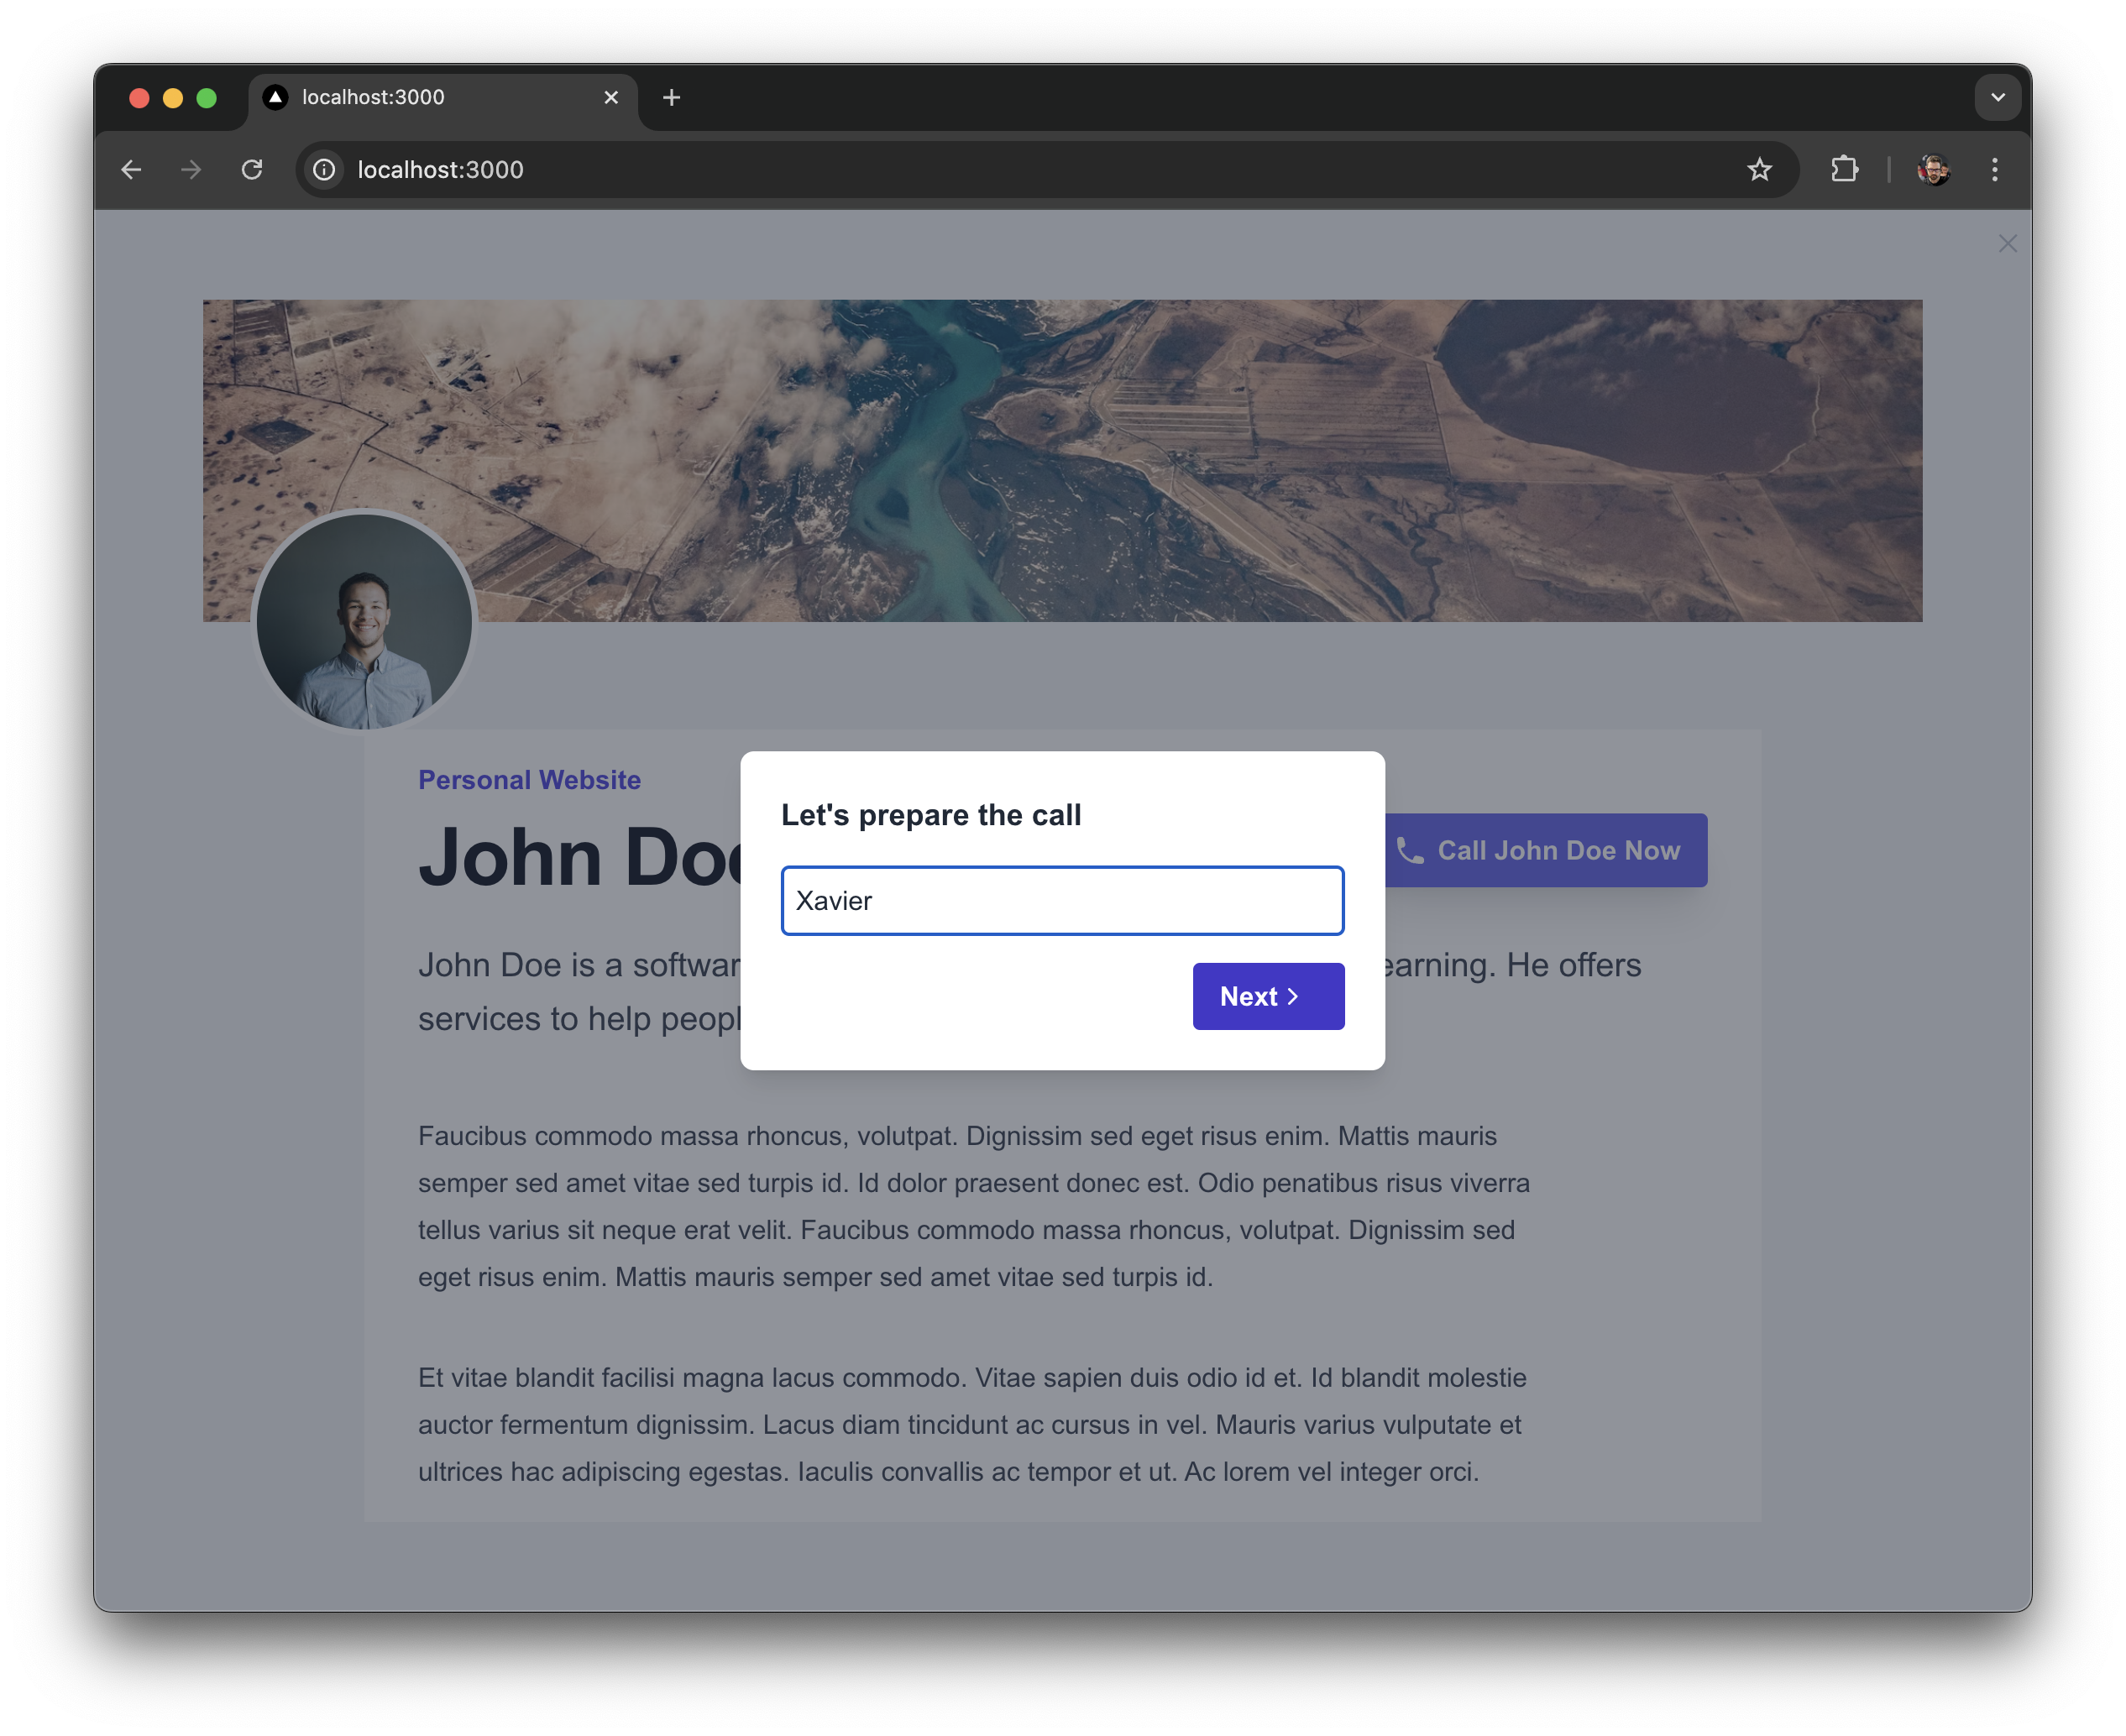 localhost:3000
localhost:3000
Personal Website
John Do
Let's prepare the call
Xavier
Next
Call John Doe Now
John Doe is a softwar earning. He offers
services to help peopl
Faucibus commodo massa rhoncus, volutpat. Dignissim sed eget risus enim. Mattis mauris
semper sed amet vitae sed turpis id. Id dolor praesent donec est. Odio penatibus risus viverra
tellus varius sit neque erat velit. Faucibus commodo massa rhoncus, volutpat. Dignissim sed
eget risus enim. Mattis mauris semper sed amet vitae sed turpis id.
Et vitae blandit facilisi magna lacus commodo. Vitae sapien duis odio id et. Id blandit molestie
auctor fermentum dignissim. Lacus diam tincidunt ac cursus in vel. Mauris varius vulputate et
ultrices hac adipiscing egestas. Iaculis convallis ac tempor et ut. Ac lorem vel integer orci.